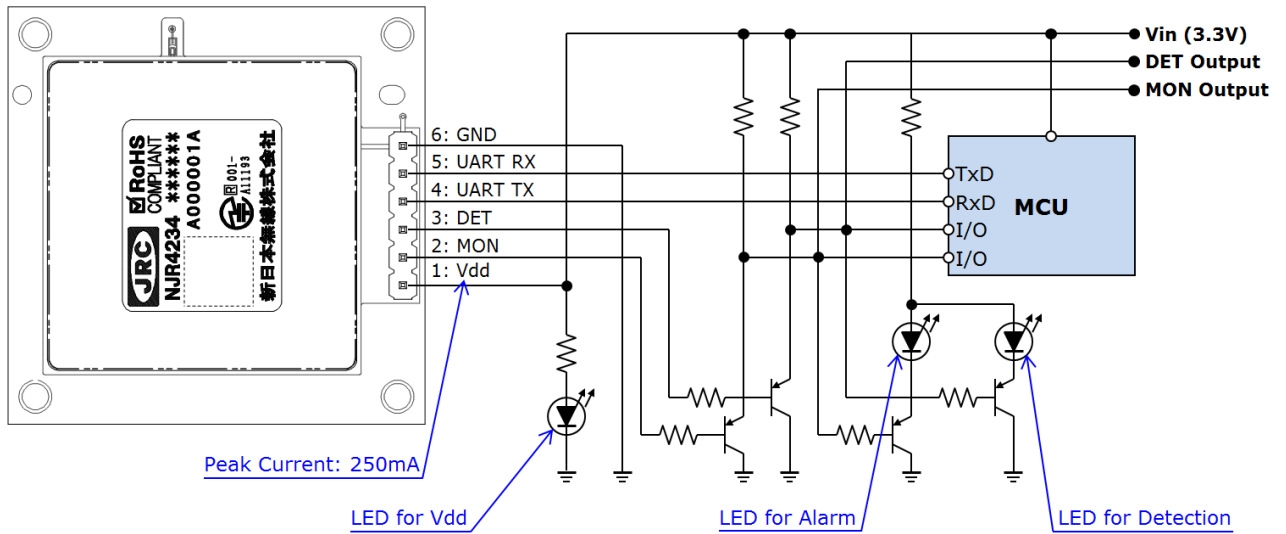 Vin (3.3V)
DET Output
MON Output
6: GND
5: UART RX
4: UART TX
3: DET
2: MON
1: Vdd
JRC
RoHS
COMPLIANT
NJR4234 ******
A000001A
R 001-
A11193
新日本無線株式会社
TxD
RxD
I/O
I/O
MCU
Peak Current: 250mA
LED for Vdd
LED for Alarm
LED for Detection